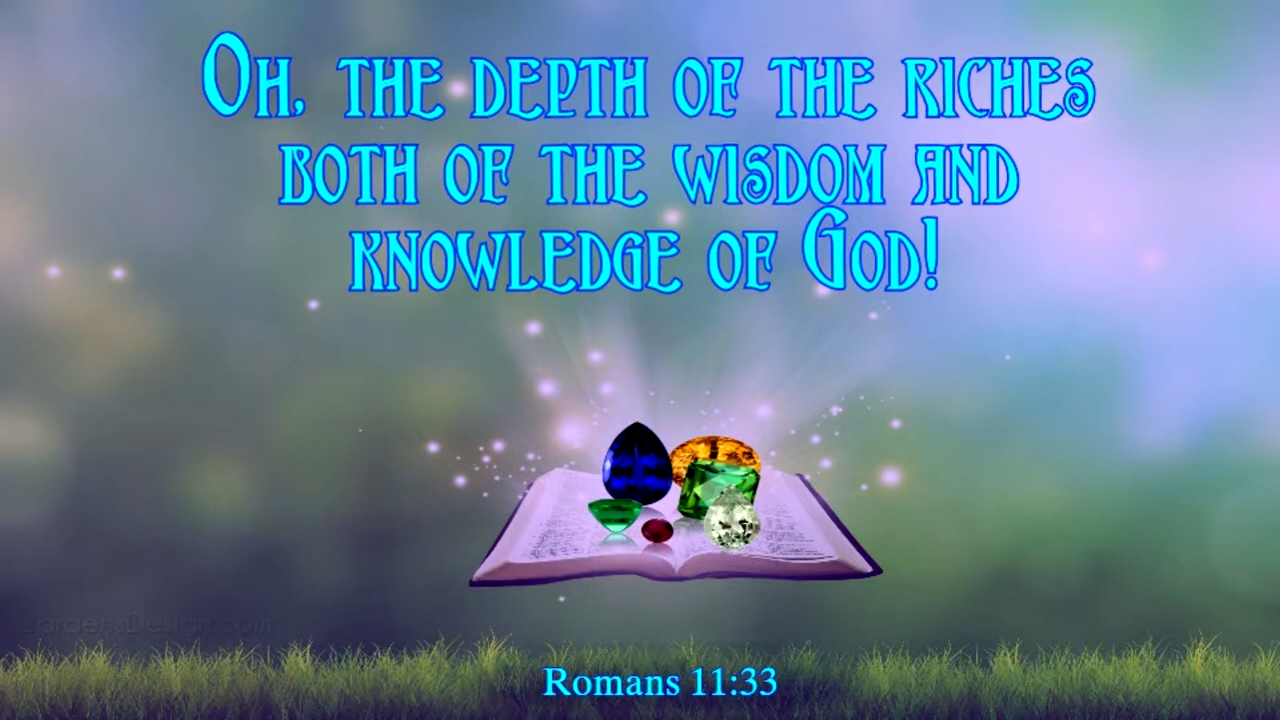 Oh, the depth of the riches
both of the wisdom and
knowledge of God!
Romans 11:33